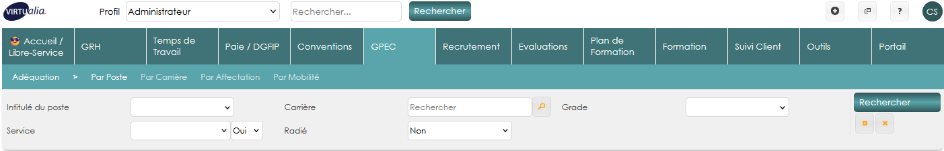 VIRTUalia Profil Administrateur Rechercher... Rechercher ? CS
Accueil / Libre-Service GRH Temps de Travail Paie / DGFIP Conventions GPEC Recrutement Evaluations Plan de Formation Formation Suivi Client Outils Portail
Adéquation > Par Poste Par Carrière Par Affectation Par Mobilité
Intitulé du poste Carrière Rechercher Grade Rechercher
Service Oui Radié Non